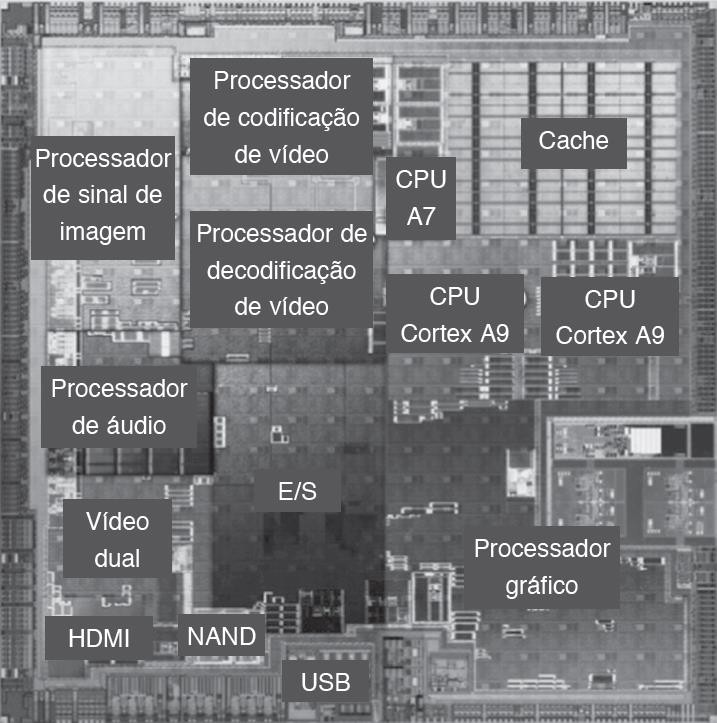 Processador
de codificação
de vídeo
Cache
Processador
de sinal de
imagem
CPU
A7
Processador de
decodificação
de vídeo
CPU
Cortex A9
CPU
Cortex A9
Processador
de áudio
E/S
Vídeo
dual
Processador
gráfico
HDMI
NAND
USB